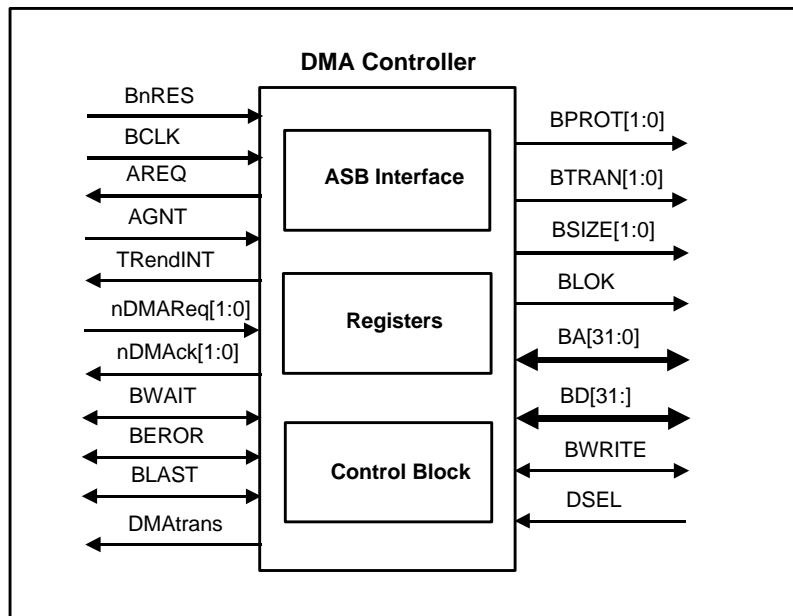 DMA Controller
BnRES
BCLK
AREQ
AGNT
TRendINT
nDMAReq[1:0]
nDMAck[1:0]
BWAIT
BEROR
BLAST
DMAtrans
ASB Interface
Registers
Control Block
BPROT[1:0]
BTRAN[1:0]
BSIZE[1:0]
BLOK
BA[31:0]
BD[31:]
BWRITE
DSEL